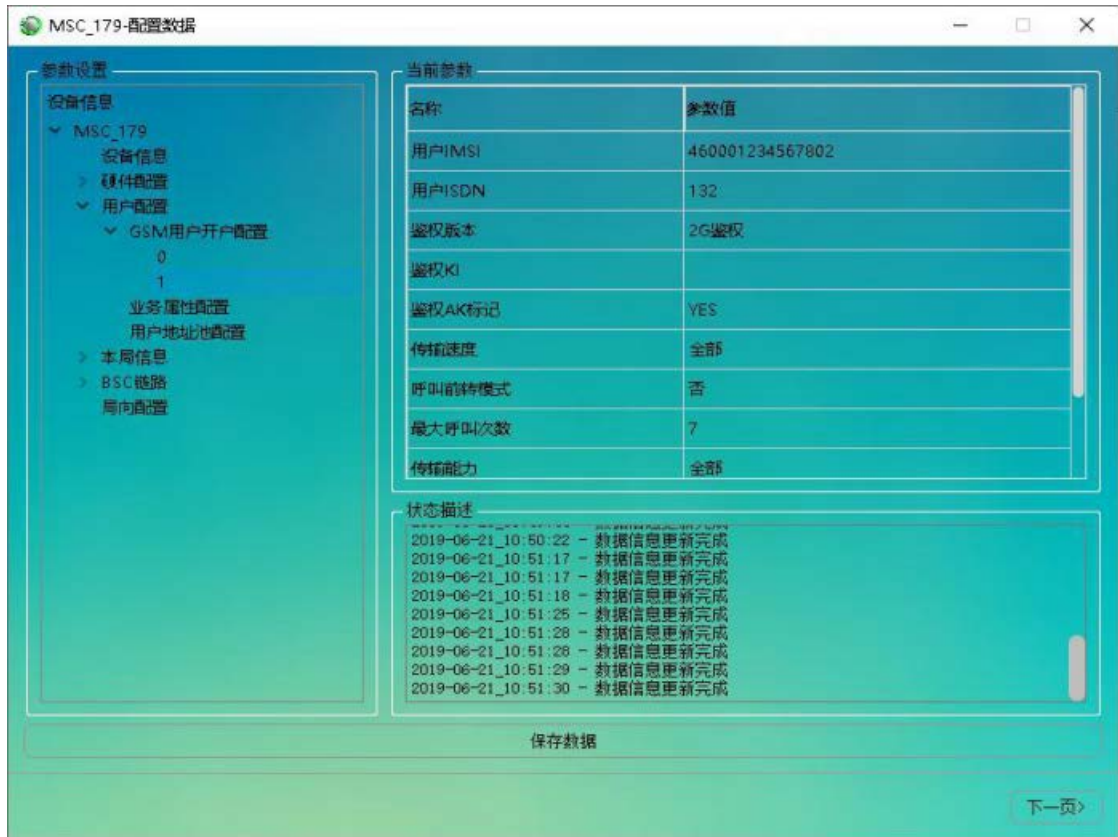 MSC_179-配置数据
参数设置
设备信息
MSC_179
设备信息
硬件配置
用户配置
GSM用户开户配置
0
1
业务属性配置
用户地址池配置
本局信息
BSC链路
局向配置
当前参数
名称 参数值
用户IMSI 460001234567802
用户ISDN 132
鉴权版本 2G鉴权
鉴权KI
鉴权AK标记 YES
传输速度 全部
呼叫前转模式 否
最大呼叫次数 7
传输能力 全部
状态描述
2019-06-21_10:50:22 - 数据信息更新完成
2019-06-21_10:51:17 - 数据信息更新完成
2019-06-21_10:51:17 - 数据信息更新完成
2019-06-21_10:51:18 - 数据信息更新完成
2019-06-21_10:51:25 - 数据信息更新完成
2019-06-21_10:51:28 - 数据信息更新完成
2019-06-21_10:51:28 - 数据信息更新完成
2019-06-21_10:51:29 - 数据信息更新完成
2019-06-21_10:51:30 - 数据信息更新完成
保存数据
下一页>